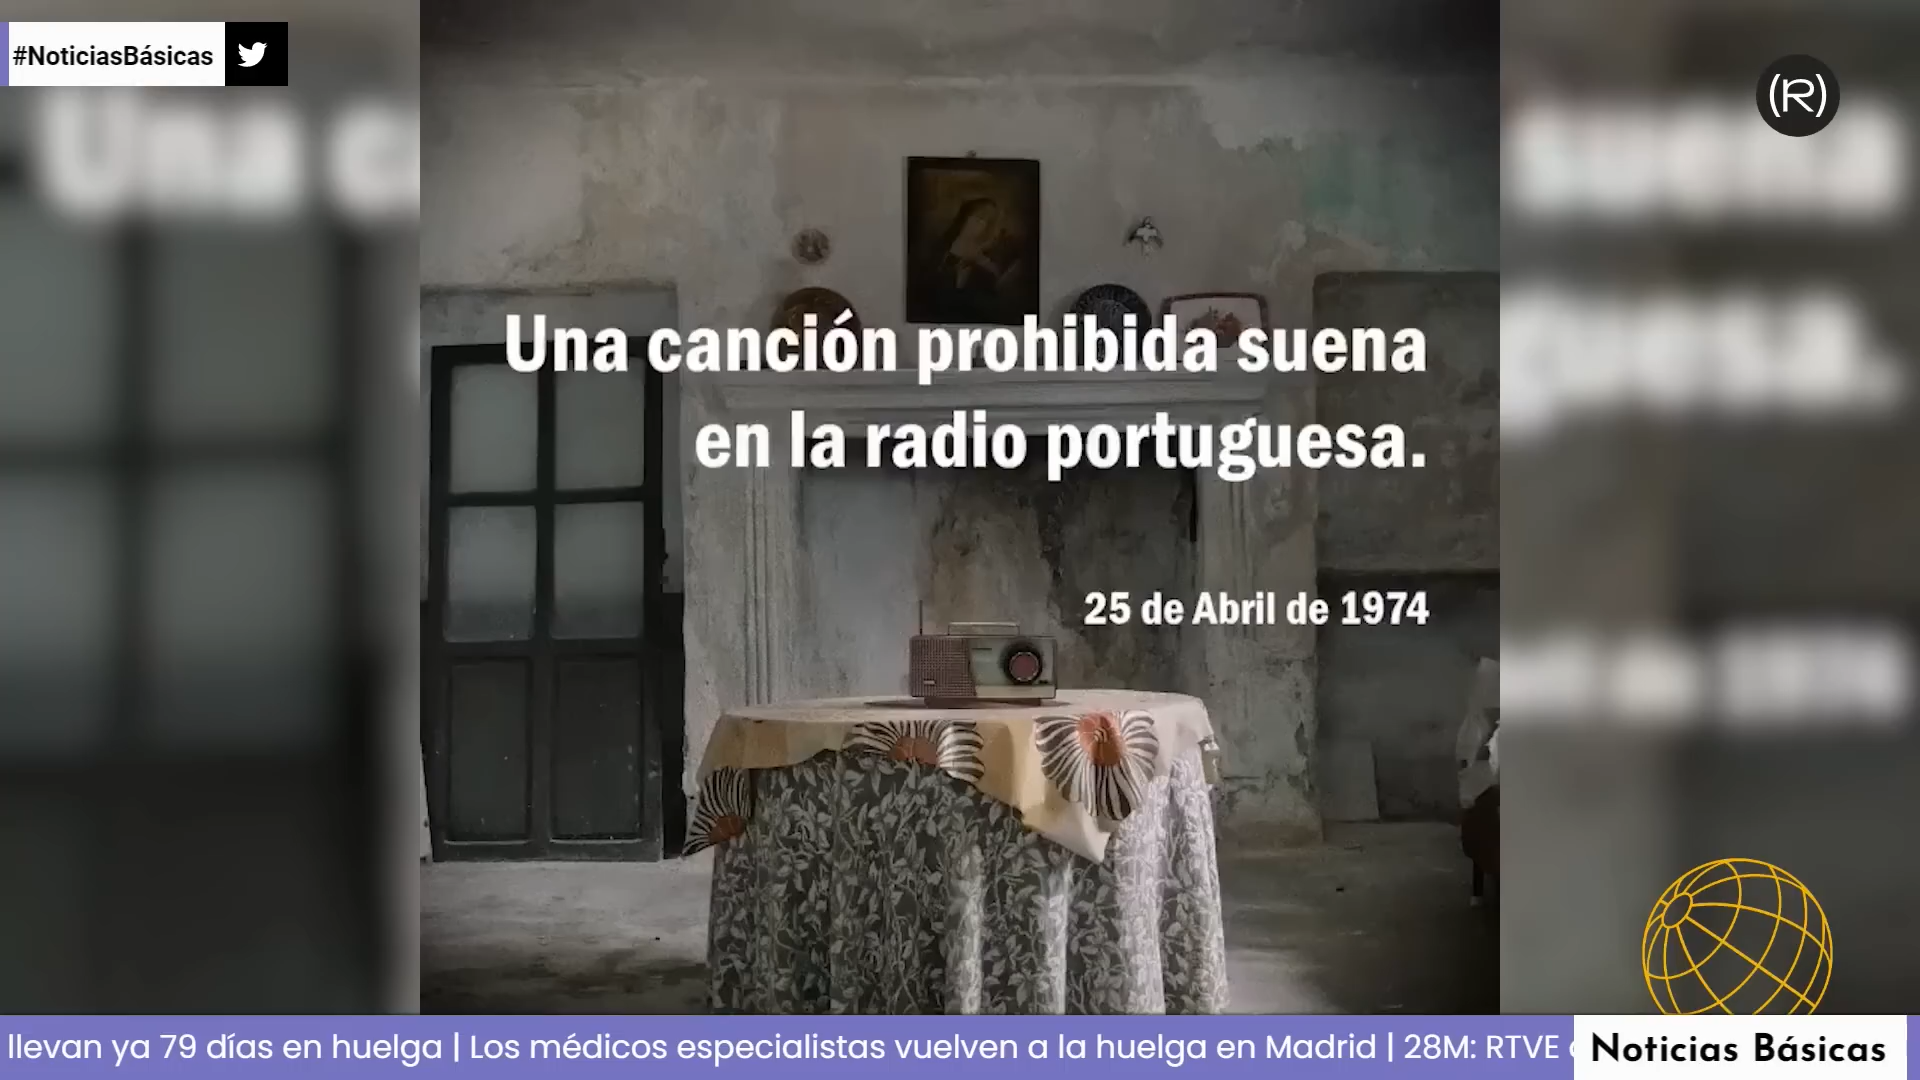 #NoticiasBásicas
(R)
Una canción prohibida suena
en la radio portuguesa.
25 de Abril de 1974
llevan ya 79 días en huelga | Los médicos especialistas vuelven a la huelga en Madrid | 28M: RTVE
Noticias Básicas